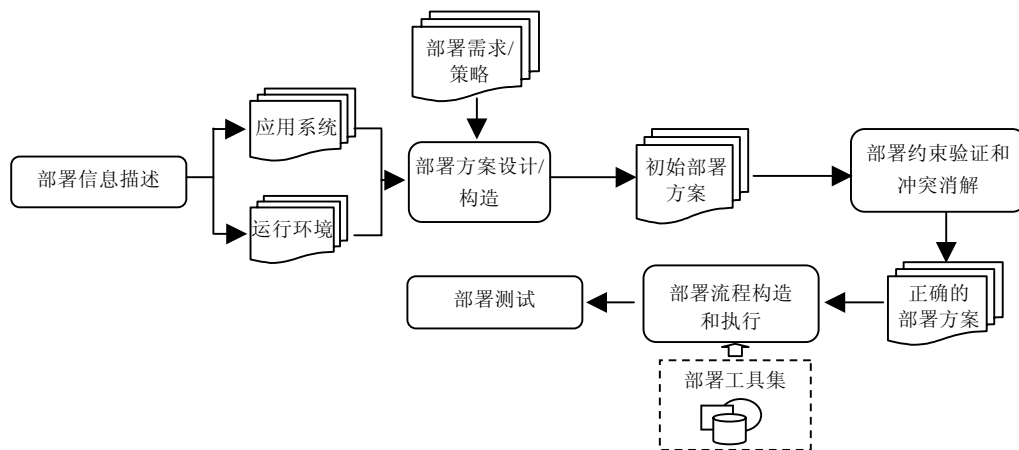 部署需求/
策略
应用系统
部署信息描述
运行环境
部署方案设计/
构造
初始部署
方案
部署约束验证和
冲突消解
正确的
部署方案
部署流程构造
和执行
部署测试
部署工具集